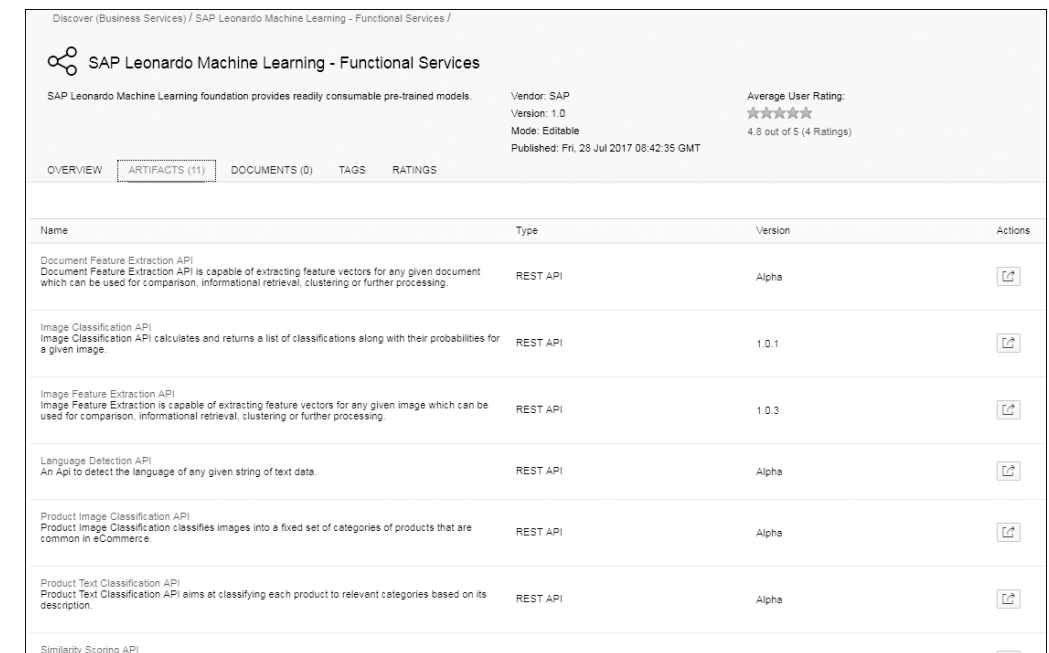 Discover (Business Services) / SAP Leonardo Machine Learning - Functional Services /
SAP Leonardo Machine Learning - Functional Services
SAP Leonardo Machine Learning foundation provides readily consumable pre-trained models.
Vendor: SAP
Version: 1.0
Mode: Editable
Published: Fri, 28 Jul 2017 08:42:35 GMT
Average User Rating:
4.8 out of 5 (4 Ratings)
OVERVIEW ARTIFACTS (11) DOCUMENTS (0) TAGS RATINGS
Name Type Version Actions
Document Feature Extraction API
Document Feature Extraction API is capable of extracting feature vectors for any given document
which can be used for comparison, informational retrieval, clustering or further processing.
REST API Alpha
Image Classification API
Image Classification API calculates and returns a list of classifications along with their probabilities for
a given image.
REST API 1.0.1
Image Feature Extraction API
Image Feature Extraction is capable of extracting feature vectors for any given image which can be
used for comparison, informational retrieval, clustering or further processing.
REST API 1.0.3
Language Detection API
An Api to detect the language of any given string of text data.
REST API Alpha
Product Image Classification API
Product Image Classification classifies images into a fixed set of categories of products that are
common in eCommerce.
REST API Alpha
Product Text Classification API
Product Text Classification API aims at classifying each product to relevant categories based on its
description.
REST API Alpha
Similarity Scoring API